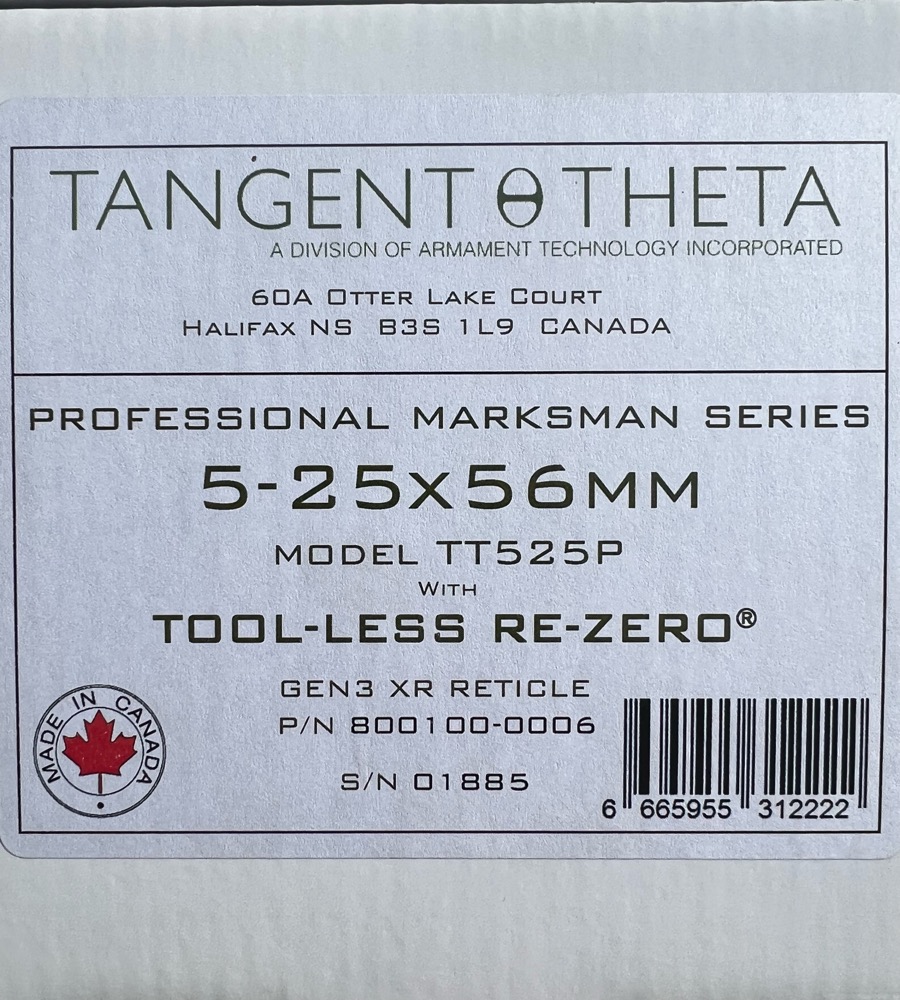 TANGENT θ THETA
A DIVISION OF ARMAMENT TECHNOLOGY INCORPORATED
60A OTTER LAKE COURT
HALIFAX NS B3S 1L9 CANADA
PROFESSIONAL MARKSMAN SERIES
5-25x56MM
MODEL TT525P
WITH
TOOL-LESS RE-ZERO®
GEN3 XR RETICLE
P/N 800100-0006
S/N 01885
MADE IN CANADA
6 665955 312222